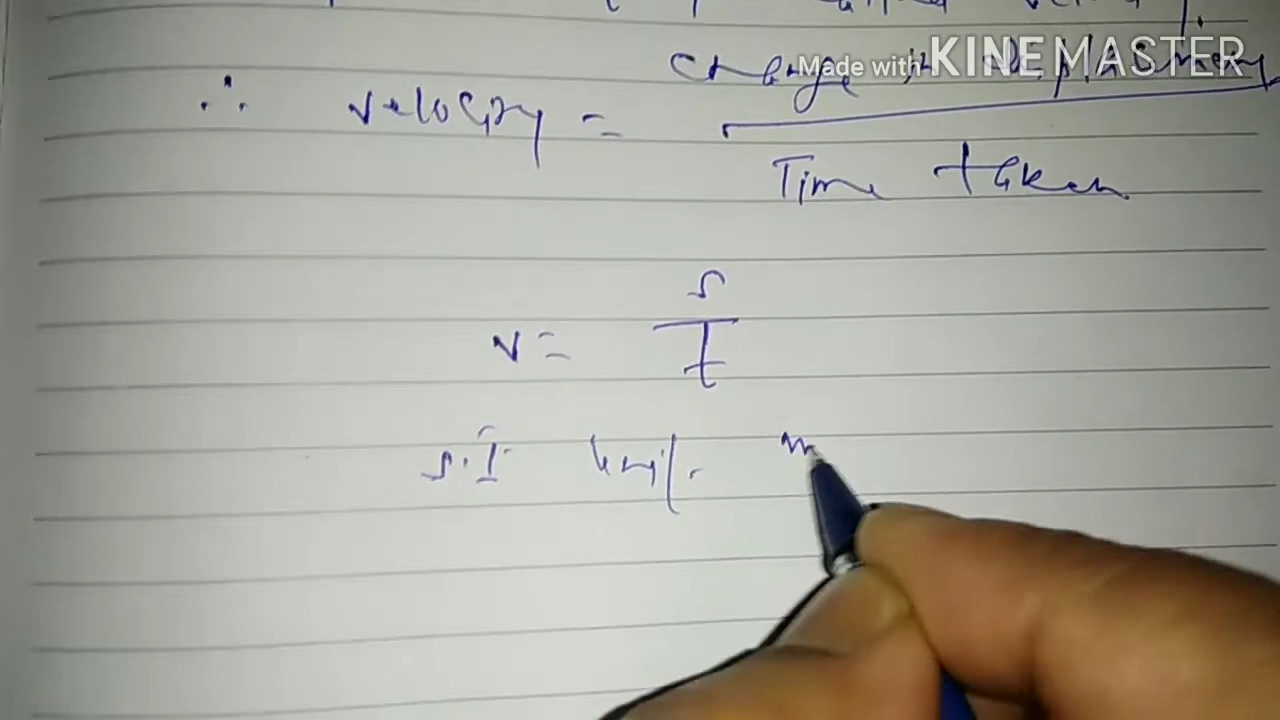 Made with KINEMASTER
change in displacement
∴ velocity =
Time taken
s
v =
t
S.I unit. m